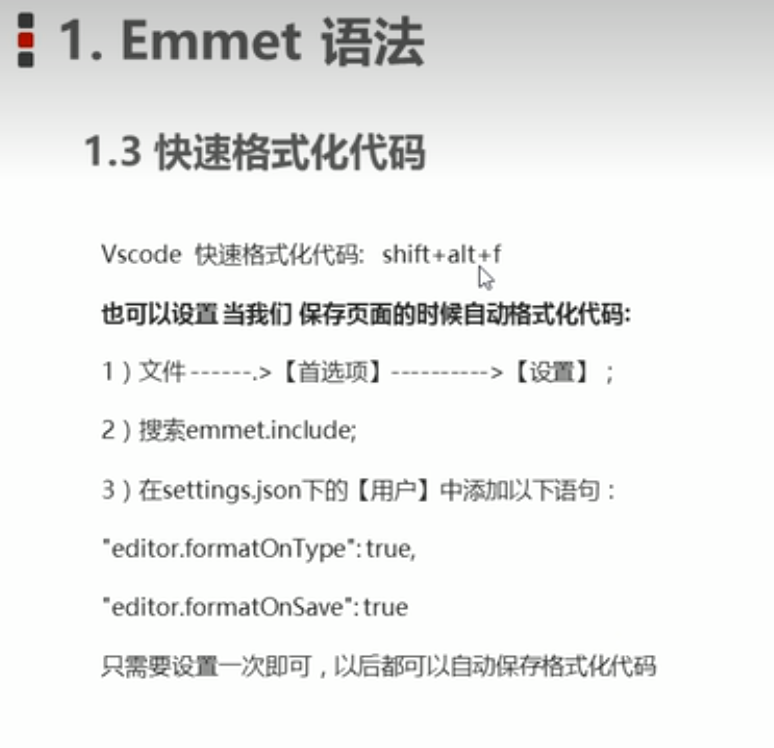 1. Emmet 语法
1.3 快速格式化代码
Vscode 快速格式化代码: shift+alt+f
也可以设置 当我们 保存页面的时候自动格式化代码:
1）文件 ------.>【首选项】---------->【设置】；
2）搜索emmet.include;
3）在settings.json下的【用户】中添加以下语句：
"editor.formatOnType": true,
"editor.formatOnSave": true
只需要设置一次即可，以后都可以自动保存格式化代码